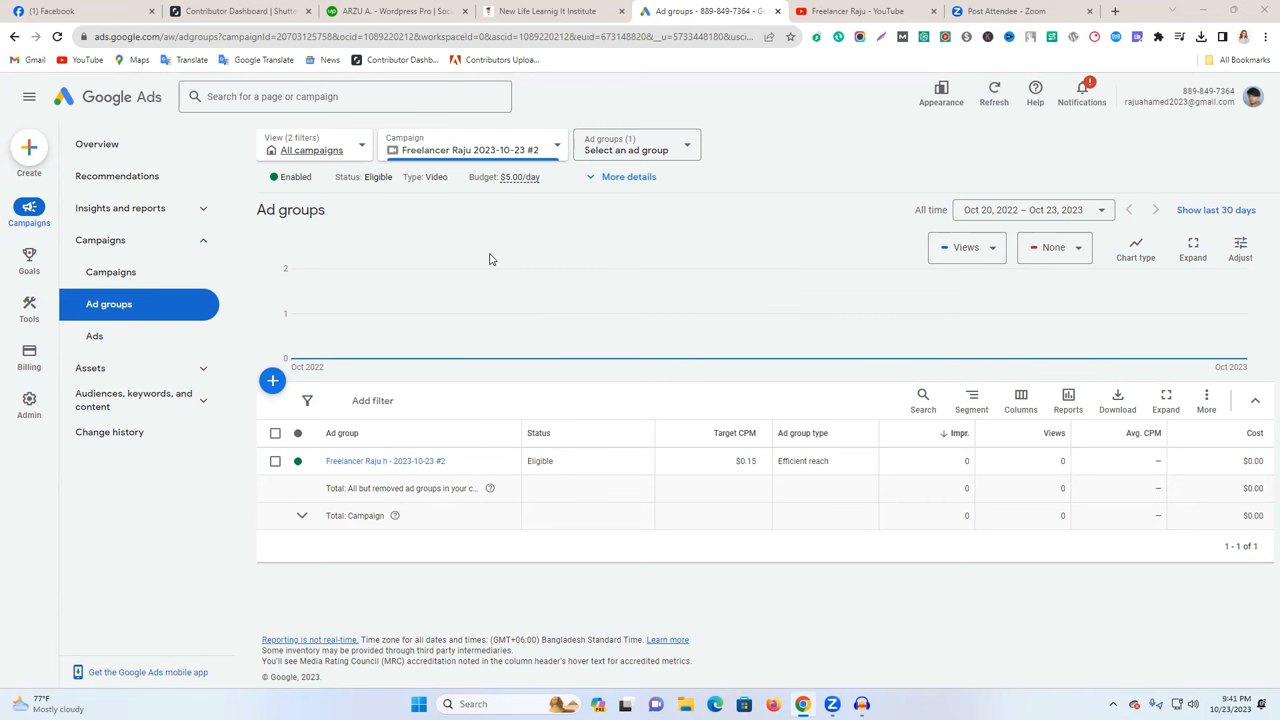 (1) Facebook
Contributor Dashboard | Shutte
ARZU A. - Wordpress Pro | Soci
New Life Learnig It Institute
Ad groups - 889-849-7364 - Go
Freelancer Raju - YouTube
Post Attendee - Zoom
ads.google.com/aw/adgroups?campaignId=20703125758&ocid=1089220212&workspaceId=0&ascid=1089220212&euid=673148820&__u=5733448180&usci...
Gmail
YouTube
Maps
Translate
Google Translate
News
Contributor Dashb...
Contributors Uploa...
All Bookmarks
Google Ads
Search for a page or campaign
Appearance
Refresh
Help
Notifications
889-849-7364
rajuahamed2023@gmail.com
Create
Campaigns
Goals
Tools
Billing
Admin
Overview
Recommendations
Insights and reports
Campaigns
Campaigns
Ad groups
Ads
Assets
Audiences, keywords, and
content
Change history
Get the Google Ads mobile app
View (2 filters)
All campaigns
Campaign
Freelancer Raju 2023-10-23 #2
Ad groups (1)
Select an ad group
Enabled
Status: Eligible
Type: Video
Budget: $5.00/day
More details
Ad groups
All time
Oct 20, 2022 – Oct 23, 2023
Show last 30 days
Views
None
Chart type
Expand
Adjust
2
1
0
Oct 2022
Oct 2023
Add filter
Search
Segment
Columns
Reports
Download
Expand
More
Ad group
Status
Target CPM
Ad group type
Impr.
Views
Avg. CPM
Cost
Freelancer Raju h - 2023-10-23 #2
Eligible
$0.15
Efficient reach
0
0
–
$0.00
Total: All but removed ad groups in your c...
0
0
–
$0.00
Total: Campaign
0
0
–
$0.00
1 - 1 of 1
Reporting is not real-time. Time zone for all dates and times: (GMT+06:00) Bangladesh Standard Time. Learn more
Some inventory may be provided through third party intermediaries.
You'll see Media Rating Council (MRC) accreditation noted in the column header's hover text for accredited metrics.
© Google, 2023.
77°F
Mostly cloudy
Search
9:41 PM
10/23/2023